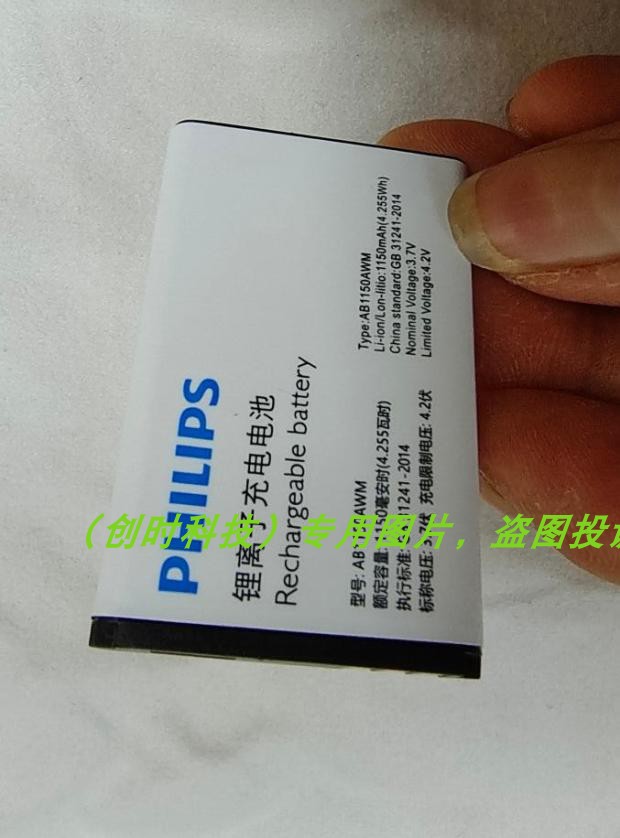 PHILIPS
锂离子充电电池
Rechargeable battery
Type:AB1150AWM
Li-ion/Lon-litio:1150mAh(4.255Wh)
China standard:GB 31241-2014
Nominal Voltage:3.7V
Limited Voltage:4.2V
型号: AB AWM
额定容量: 毫安时(4.255瓦时)
执行标准: 1241-2014
标称电压: 伏 充电限制电压: 4.2伏
（创时科技）专用图片，盗图投